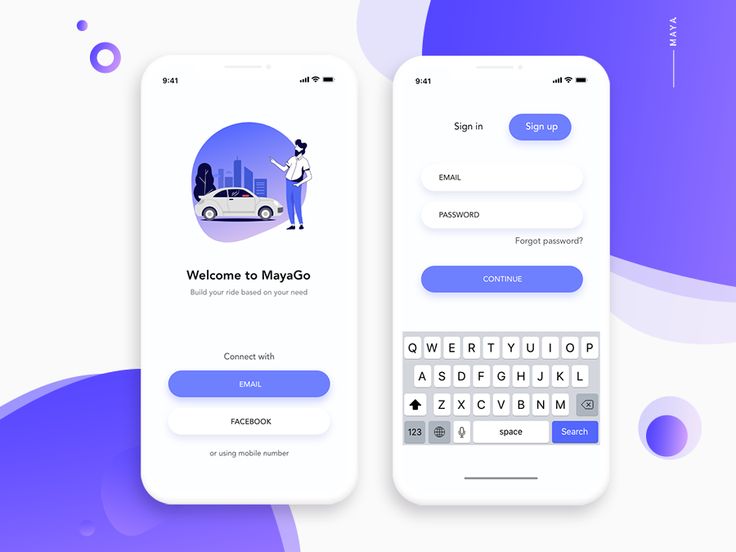 MAYA
9:41
Welcome to MayaGo
Build your ride based on your need
Connect with
EMAIL
FACEBOOK
or using mobile number
9:41
Sign in Sign up
EMAIL
PASSWORD
Forgot password?
CONTINUE
Q W E R T Y U I O P
A S D F G H J K L
Z X C V B N M
123 space Search